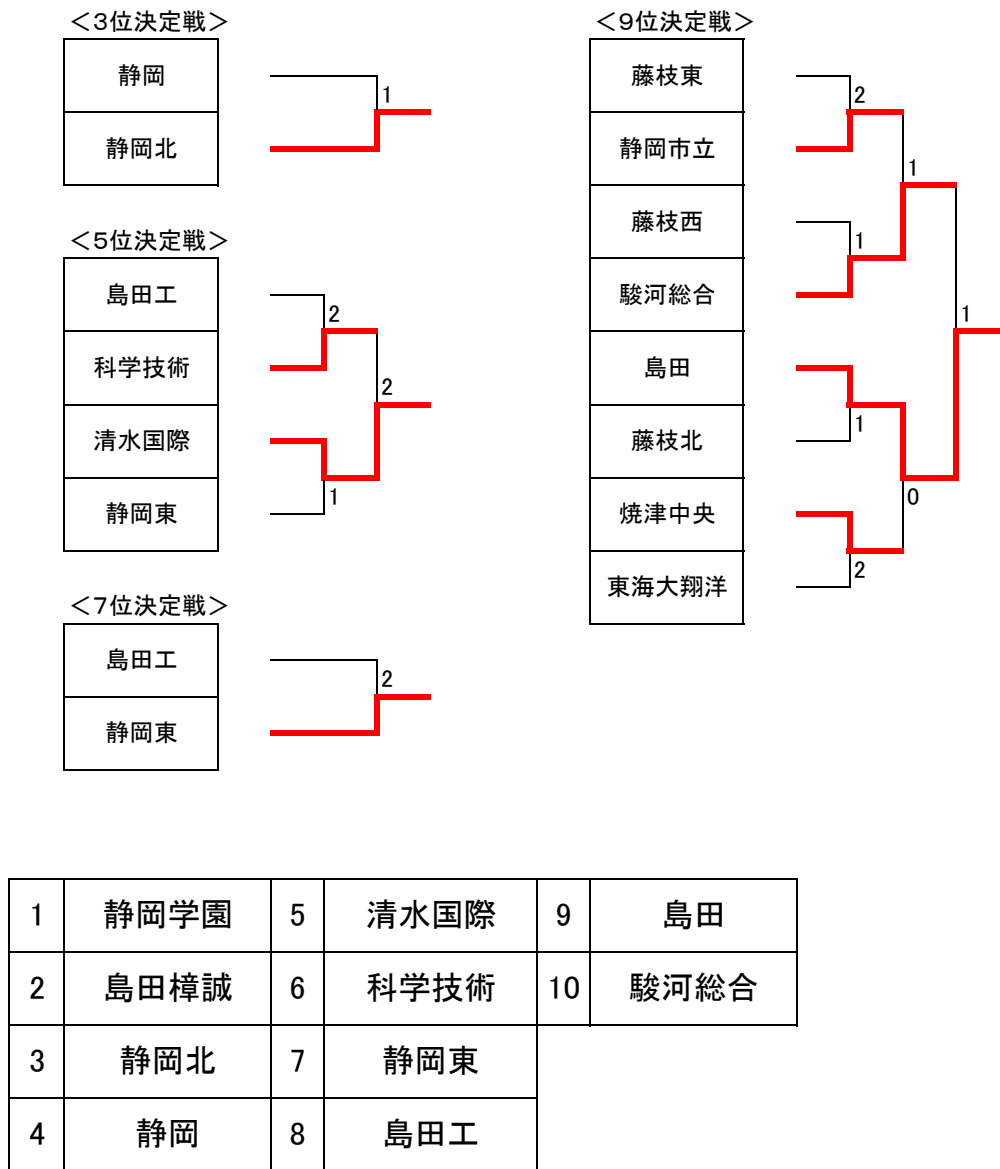 ＜3位決定戦＞
静岡
静岡北
1
＜5位決定戦＞
島田工
科学技術
清水国際
静岡東
2
2
1
＜7位決定戦＞
島田工
静岡東
2
＜9位決定戦＞
藤枝東
静岡市立
藤枝西
駿河総合
島田
藤枝北
焼津中央
東海大翔洋
2
1
1
1
1
0
2
1 静岡学園 5 清水国際 9 島田
2 島田樟誠 6 科学技術 10 駿河総合
3 静岡北 7 静岡東
4 静岡 8 島田工